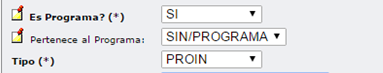 Es Programa? (*) SI
Pertenece al Programa: SIN/PROGRAMA
Tipo (*) PROIN